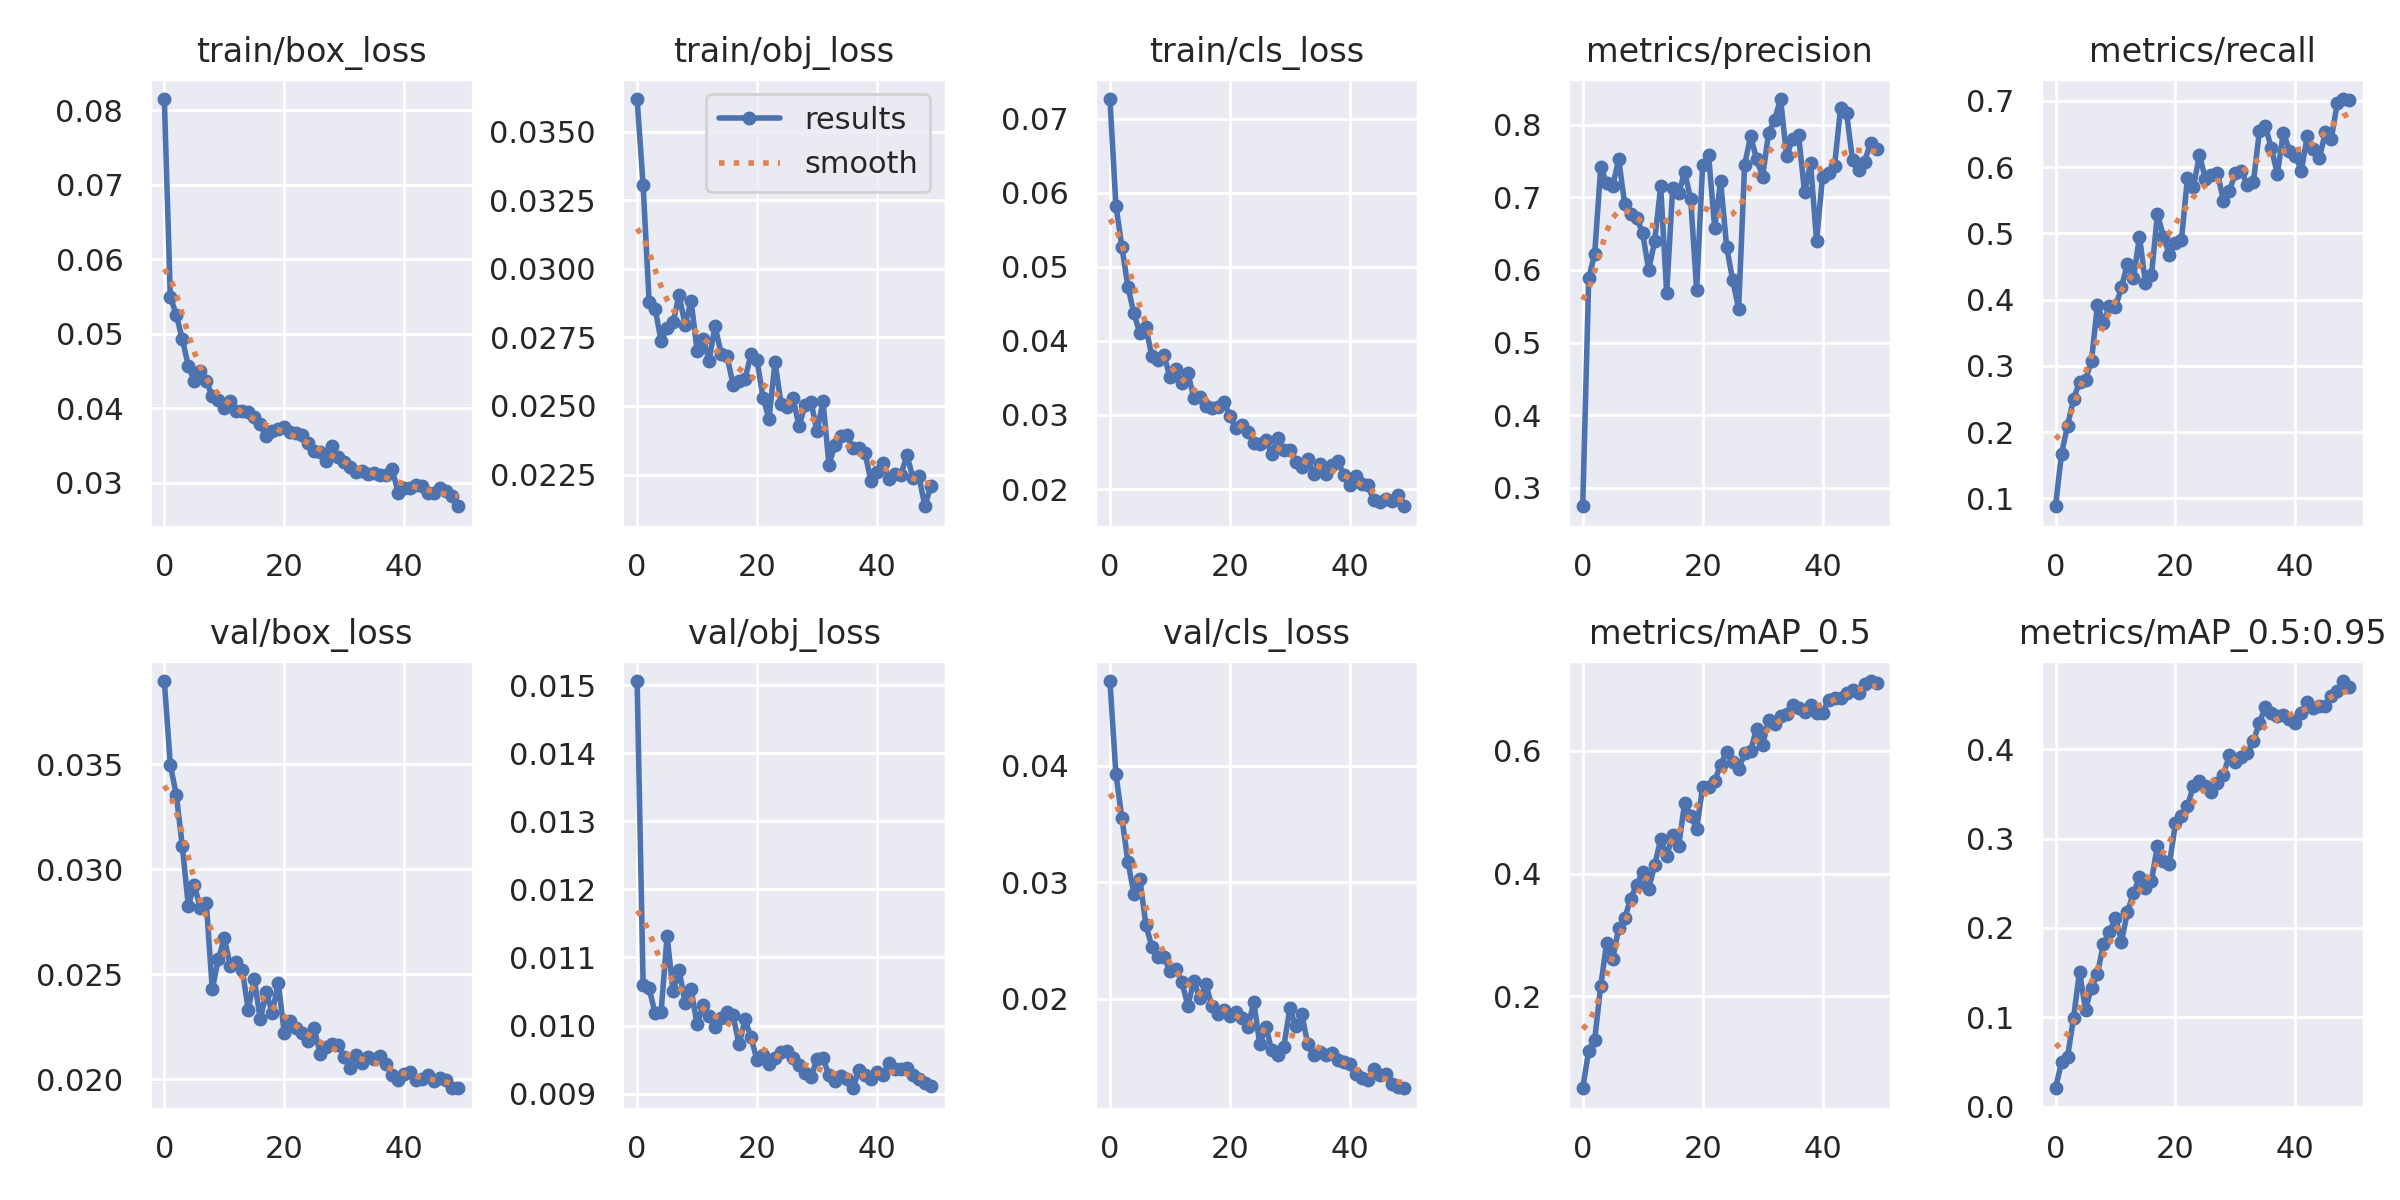 train/box_loss
0.08
0.07
0.06
0.05
0.04
0.03
0 20 40
train/obj_loss
results
smooth
0.0350
0.0325
0.0300
0.0275
0.0250
0.0225
0 20 40
train/cls_loss
0.07
0.06
0.05
0.04
0.03
0.02
0 20 40
metrics/precision
0.8
0.7
0.6
0.5
0.4
0.3
0 20 40
metrics/recall
0.7
0.6
0.5
0.4
0.3
0.2
0.1
0 20 40
val/box_loss
0.035
0.030
0.025
0.020
0 20 40
val/obj_loss
0.015
0.014
0.013
0.012
0.011
0.010
0.009
0 20 40
val/cls_loss
0.04
0.03
0.02
0 20 40
metrics/mAP_0.5
0.6
0.4
0.2
0 20 40
metrics/mAP_0.5:0.95
0.4
0.3
0.2
0.1
0.0
0 20 40